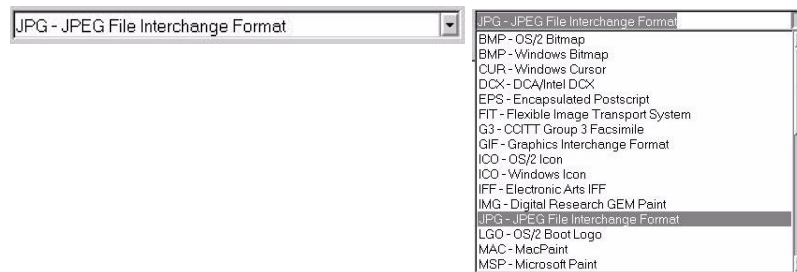 JPG - JPEG File Interchange Format
JPG - JPEG File Interchange Format
BMP - OS/2 Bitmap
BMP - Windows Bitmap
CUR - Windows Cursor
DCX - DCA/Intel DCX
EPS - Encapsulated Postscript
FIT - Flexible Image Transport System
G3 - CCITT Group 3 Facsimile
GIF - Graphics Interchange Format
ICO - OS/2 Icon
ICO - Windows Icon
IFF - Electronic Arts IFF
IMG - Digital Research GEM Paint
JPG - JPEG File Interchange Format
LGO - OS/2 Boot Logo
MAC - MacPaint
MSP - Microsoft Paint